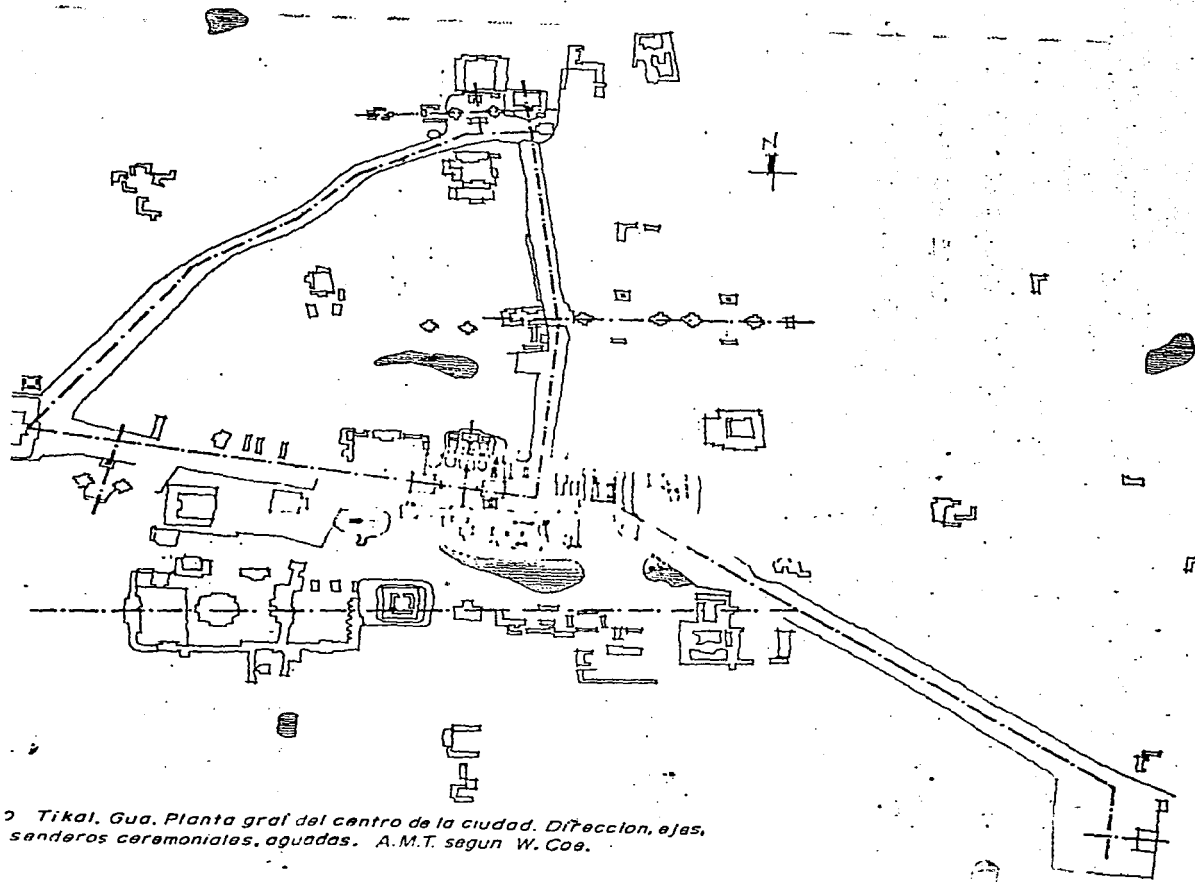 N
Tikal. Gua. Planta gral del centro de la ciudad. Direccion, ejes,
senderos ceremoniales, aguadas. A.M.T. segun W. Coe.